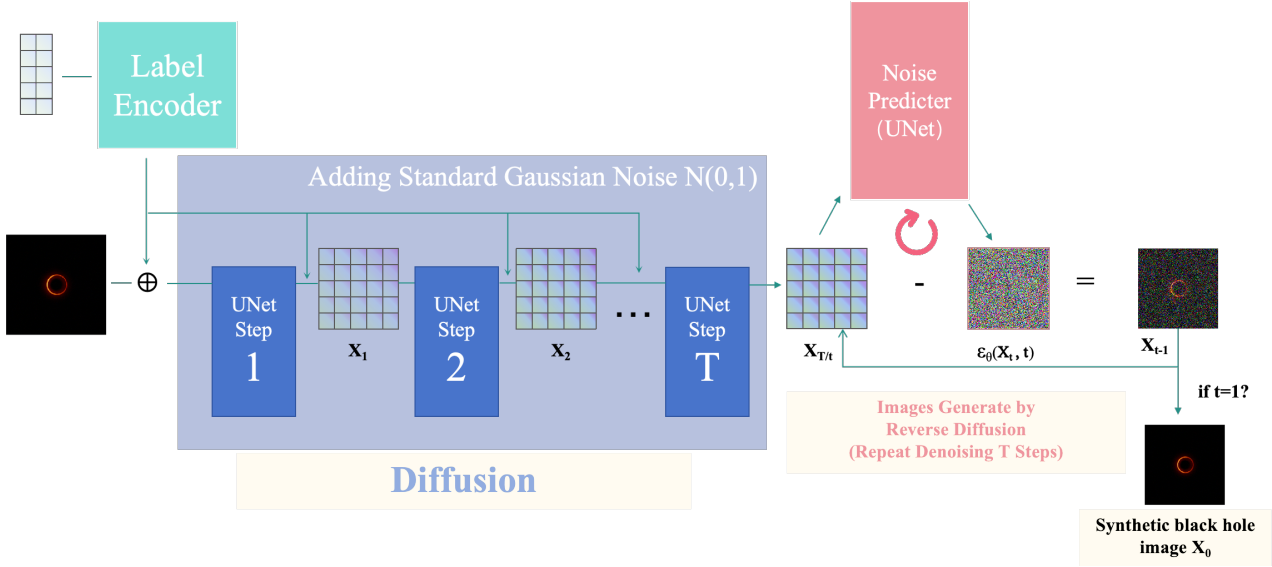 Label
Encoder
Noise
Predicter
(UNet)
Adding Standard Gaussian Noise N(0,1)
UNet
Step
1
X₁
UNet
Step
2
X₂
...
UNet
Step
T
X_T/t
-
ε_θ(X_t, t)
=
X_t-1
if t=1?
Images Generate by
Reverse Diffusion
(Repeat Denoising T Steps)
Diffusion
Synthetic black hole
image X₀